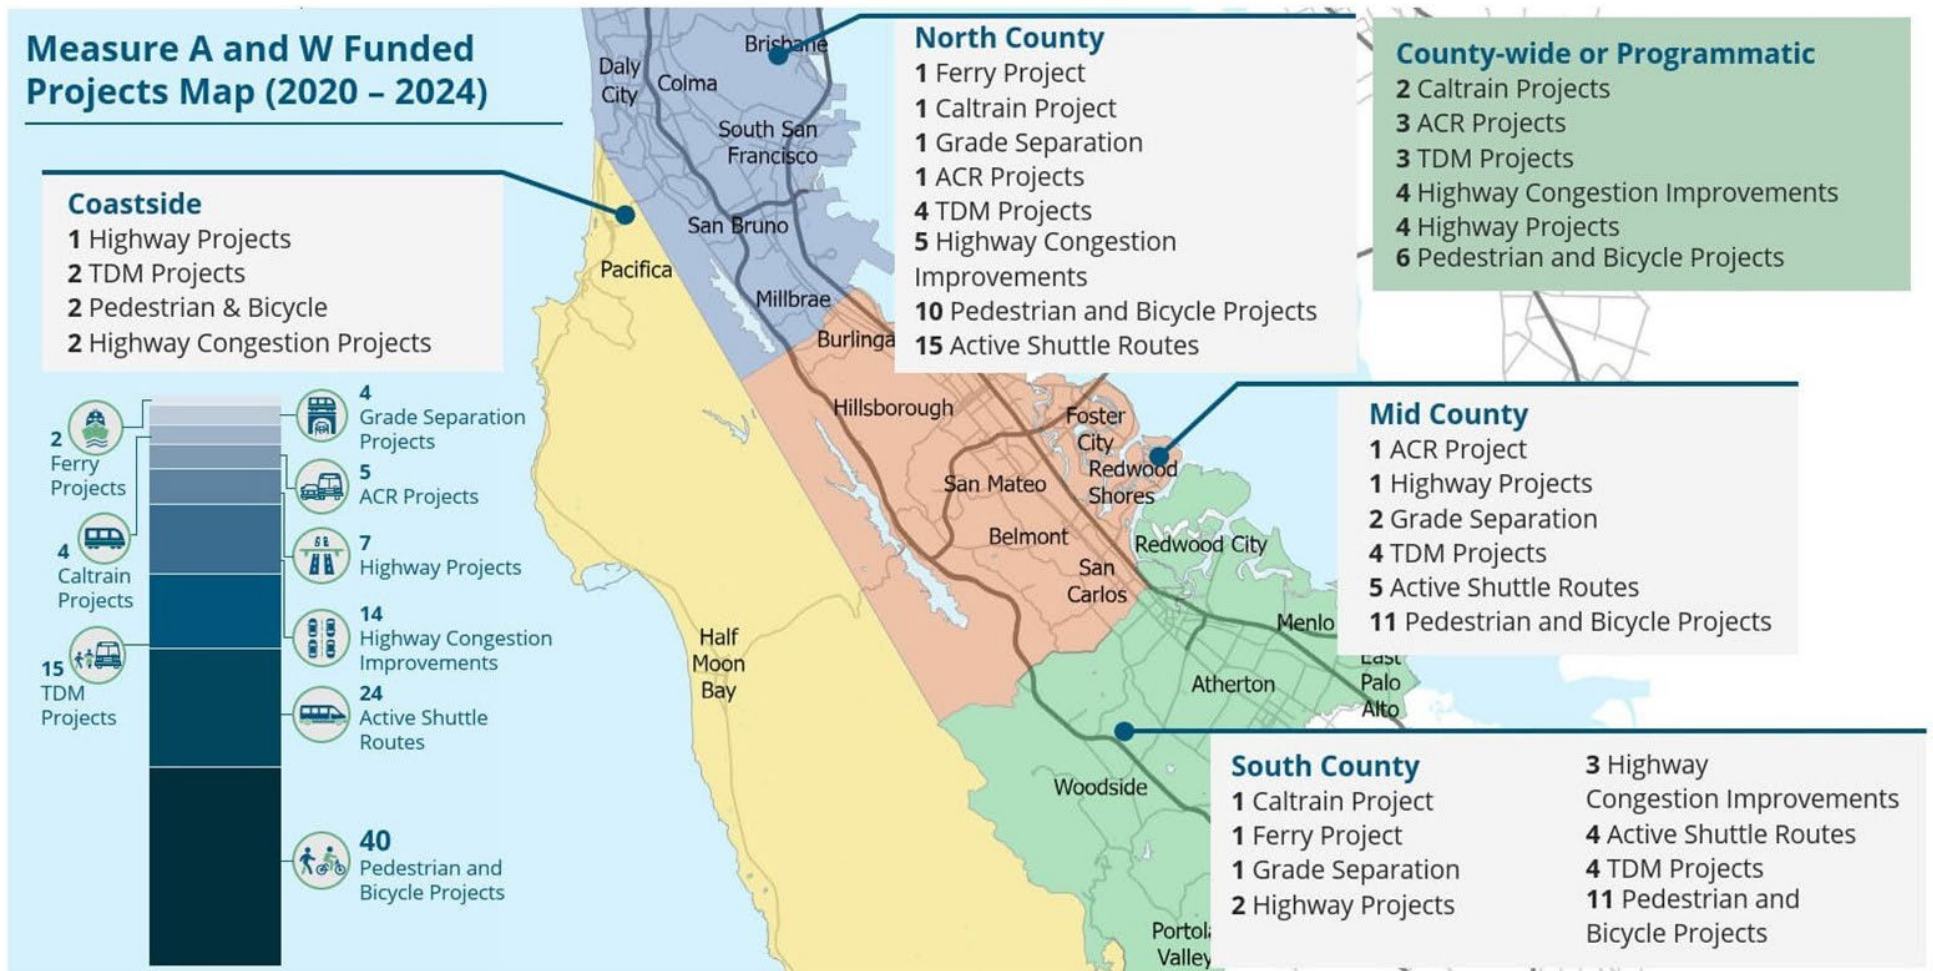 Measure A and W Funded
Projects Map (2020 – 2024)
Coastside
1 Highway Projects
2 TDM Projects
2 Pedestrian & Bicycle
2 Highway Congestion Projects
North County
1 Ferry Project
1 Caltrain Project
1 Grade Separation
1 ACR Projects
4 TDM Projects
5 Highway Congestion
Improvements
10 Pedestrian and Bicycle Projects
15 Active Shuttle Routes
County-wide or Programmatic
2 Caltrain Projects
3 ACR Projects
3 TDM Projects
4 Highway Congestion Improvements
4 Highway Projects
6 Pedestrian and Bicycle Projects
Mid County
1 ACR Project
1 Highway Projects
2 Grade Separation
4 TDM Projects
5 Active Shuttle Routes
11 Pedestrian and Bicycle Projects
South County
1 Caltrain Project
1 Ferry Project
1 Grade Separation
2 Highway Projects
3 Highway
Congestion Improvements
4 Active Shuttle Routes
4 TDM Projects
11 Pedestrian and
Bicycle Projects
2
Ferry
Projects
4
Caltrain
Projects
15
TDM
Projects
4
Grade Separation
Projects
5
ACR Projects
7
Highway Projects
14
Highway Congestion
Improvements
24
Active Shuttle
Routes
40
Pedestrian and
Bicycle Projects
Brisbane
Daly
City
Colma
South San
Francisco
San Bruno
Pacifica
Millbrae
Burlinga
Hillsborough
Foster
City
Redwood
Shores
San Mateo
Belmont
Redwood City
San
Carlos
Menlo
Half
Moon
Bay
East
Palo
Alto
Atherton
Woodside
Portola
Valley